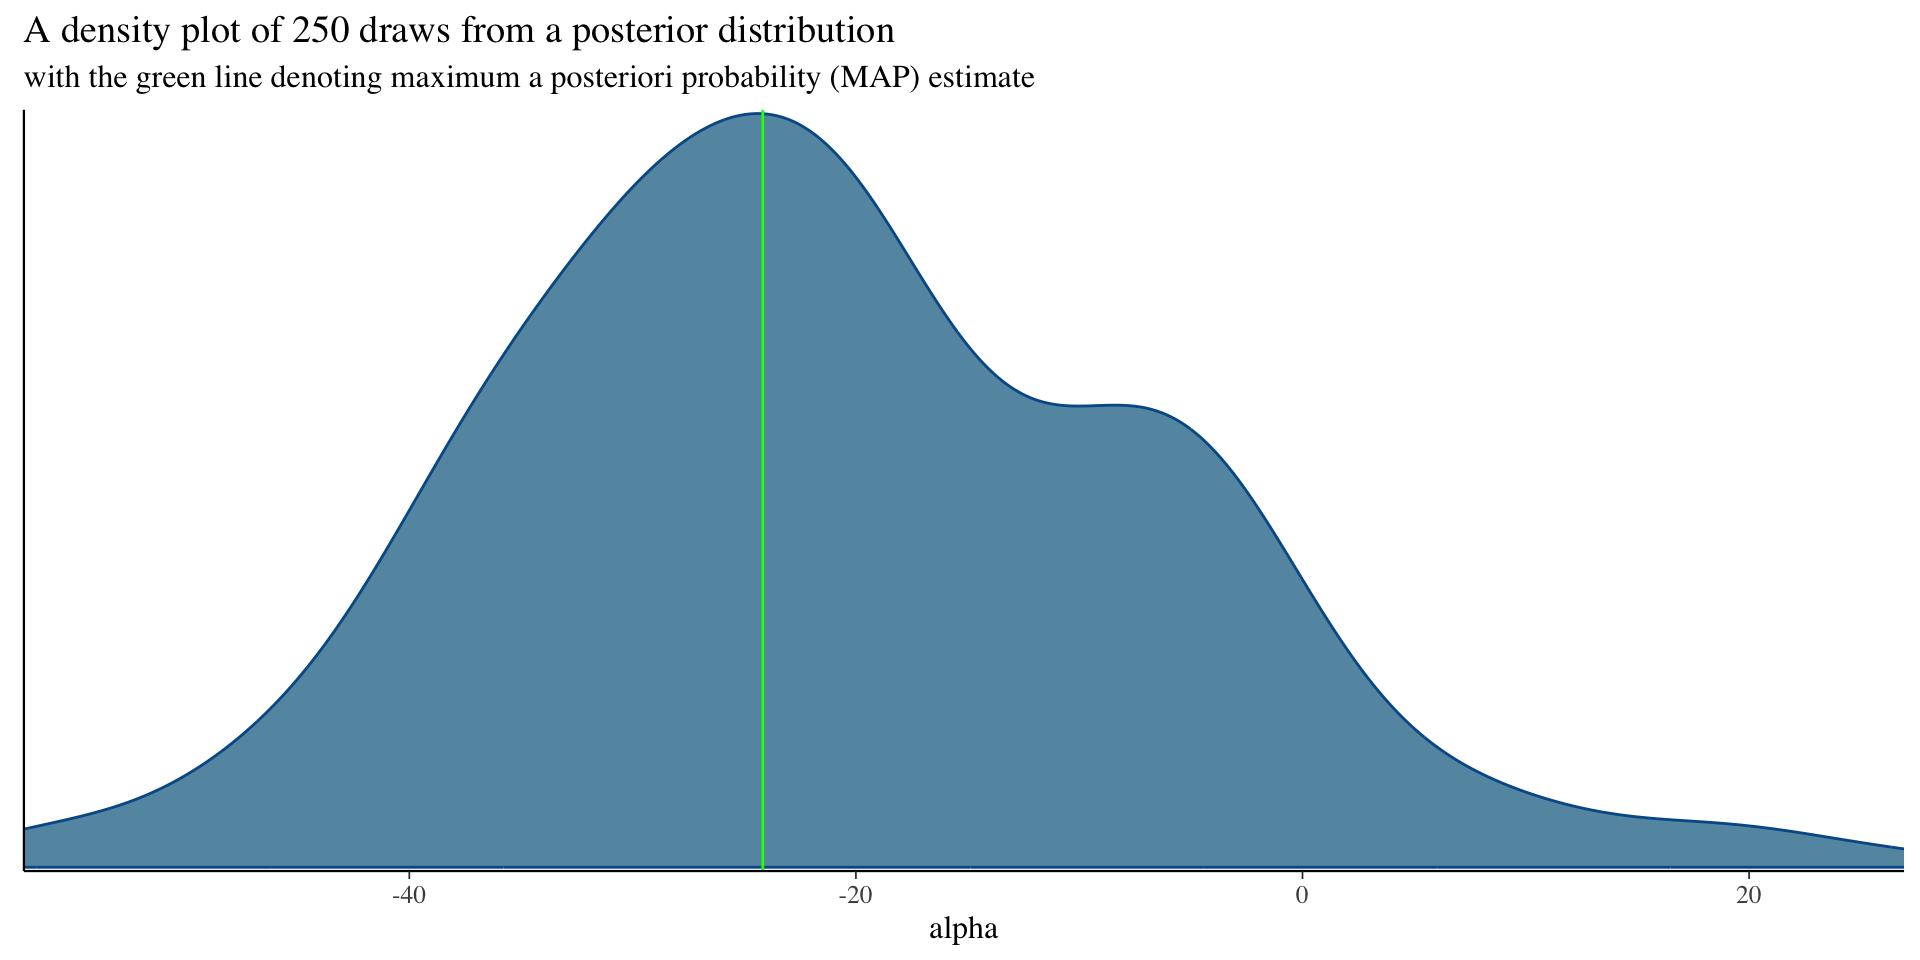 A density plot of 250 draws from a posterior distribution
with the green line denoting maximum a posteriori probability (MAP) estimate
-40
-20
0
20
alpha